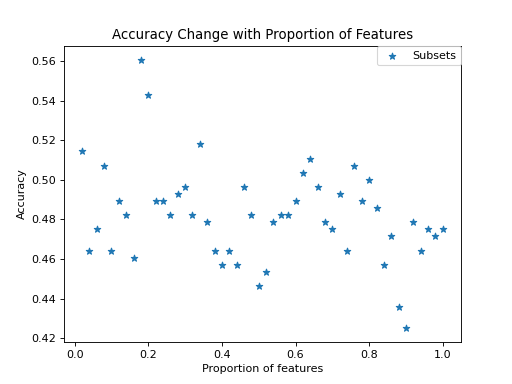 Accuracy Change with Proportion of Features
Subsets
0.56
0.54
0.52
0.50
0.48
0.46
0.44
0.42
Accuracy
0.0 0.2 0.4 0.6 0.8 1.0
Proportion of features